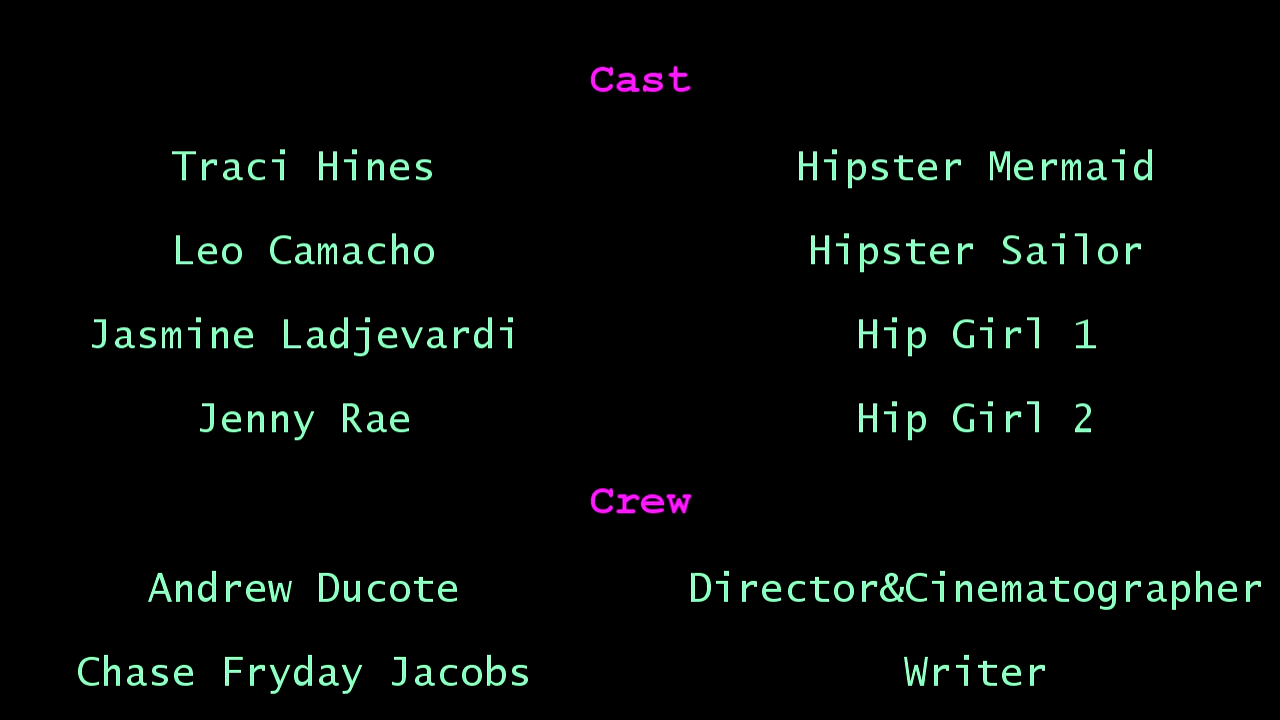 Cast
Traci Hines Hipster Mermaid
Leo Camacho Hipster Sailor
Jasmine Ladjevardi Hip Girl 1
Jenny Rae Hip Girl 2
Crew
Andrew Ducote Director&Cinematographer
Chase Fryday Jacobs Writer